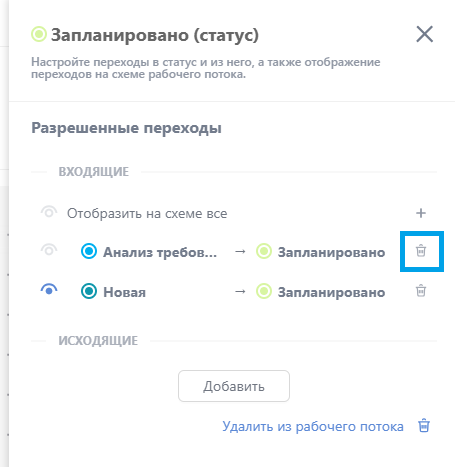 Запланировано (статус)
Настройте переходы в статус и из него, а также отображение
переходов на схеме рабочего потока.
Разрешенные переходы
ВХОДЯЩИЕ
Отобразить на схеме все
Анализ требов... → Запланировано
Новая → Запланировано
ИСХОДЯЩИЕ
Добавить
Удалить из рабочего потока